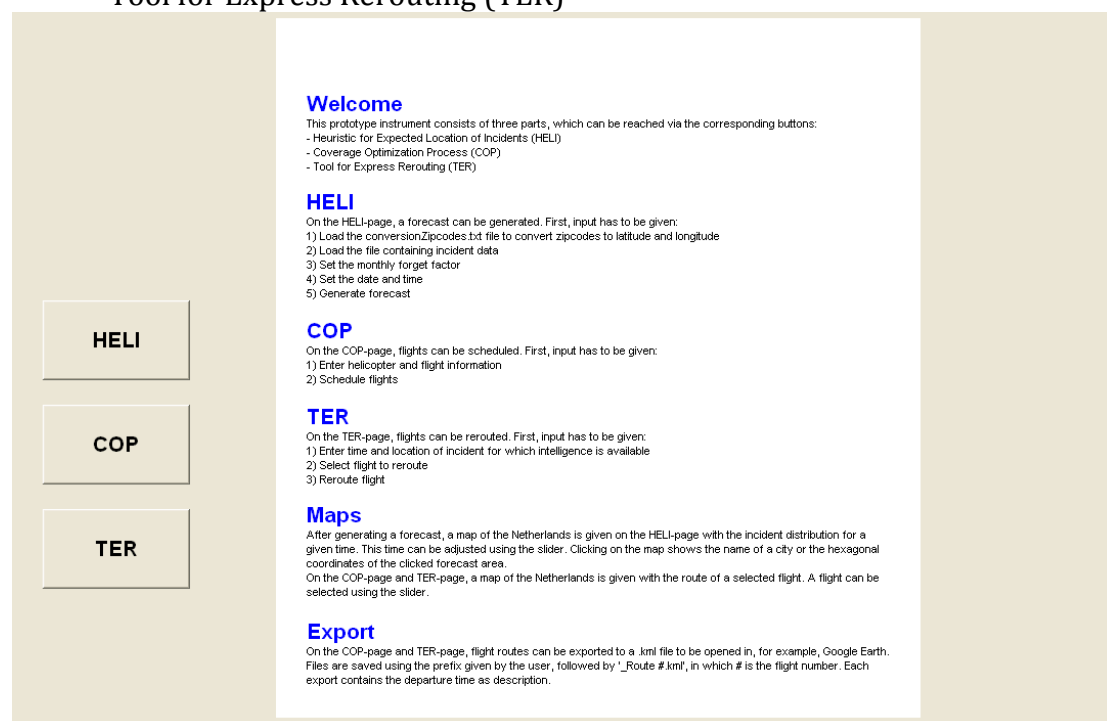 Tool for Express Rerouting (TER)
Welcome
This prototype instrument consists of three parts, which can be reached via the corresponding buttons:
- Heuristic for Expected Location of Incidents (HELI)
- Coverage Optimization Process (COP)
- Tool for Express Rerouting (TER)
HELI
On the HELI-page, a forecast can be generated. First, input has to be given:
1) Load the conversionZipcodes.txt file to convert zipcodes to latitude and longitude
2) Load the file containing incident data
3) Set the monthly forget factor
4) Set the date and time
5) Generate forecast
COP
On the COP-page, flights can be scheduled. First, input has to be given:
1) Enter helicopter and flight information
2) Schedule flights
TER
On the TER-page, flights can be rerouted. First, input has to be given:
1) Enter time and location of incident for which intelligence is available
2) Select flight to reroute
3) Reroute flight
Maps
After generating a forecast, a map of the Netherlands is given on the HELI-page with the incident distribution for a
given time. This time can be adjusted using the slider. Clicking on the map shows the name of a city or the hexagonal
coordinates of the clicked forecast area.
On the COP-page and TER-page, a map of the Netherlands is given with the route of a selected flight. A flight can be
selected using the slider.
Export
On the COP-page and TER-page, flight routes can be exported to a .kml file to be opened in, for example, Google Earth.
Files are saved using the prefix given by the user, followed by '_Route #.kml', in which # is the flight number. Each
export contains the departure time as description.
HELI
COP
TER